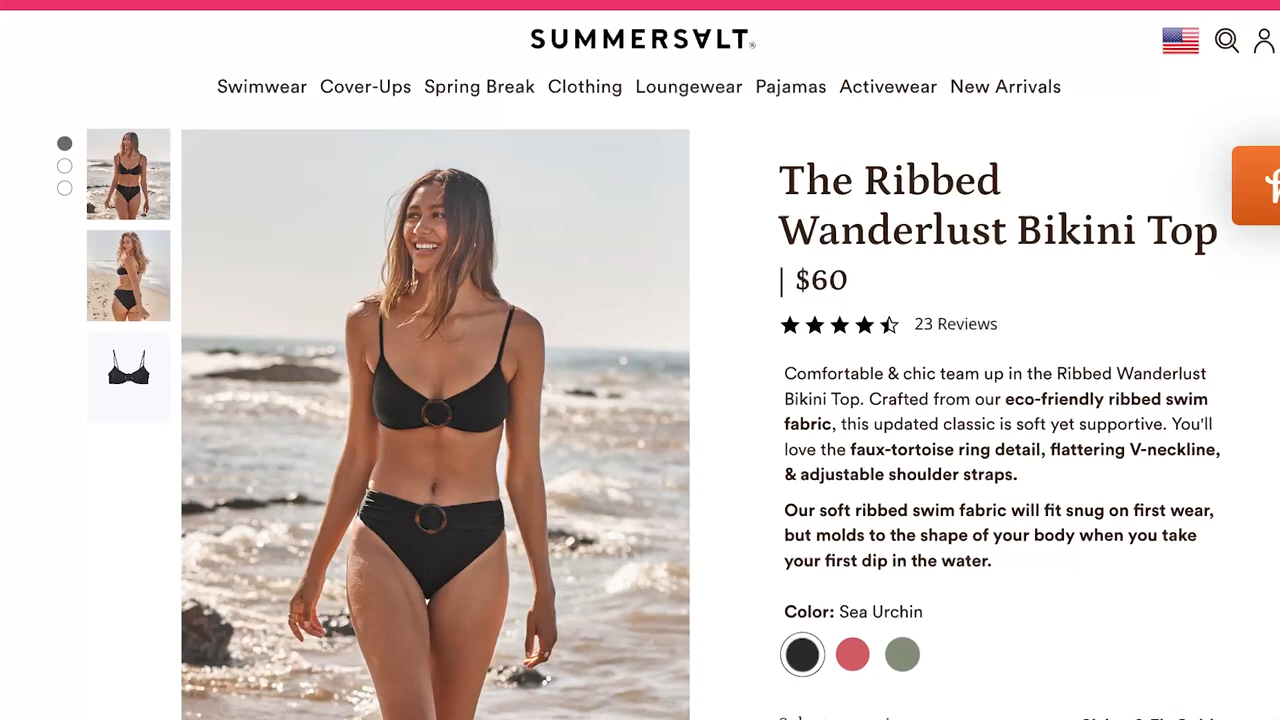 SUMMERSALT®
Swimwear Cover-Ups Spring Break Clothing Loungewear Pajamas Activewear New Arrivals
The Ribbed
Wanderlust Bikini Top
| $60
23 Reviews
Comfortable & chic team up in the Ribbed Wanderlust
Bikini Top. Crafted from our eco-friendly ribbed swim
fabric, this updated classic is soft yet supportive. You'll
love the faux-tortoise ring detail, flattering V-neckline,
& adjustable shoulder straps.
Our soft ribbed swim fabric will fit snug on first wear,
but molds to the shape of your body when you take
your first dip in the water.
Color: Sea Urchin